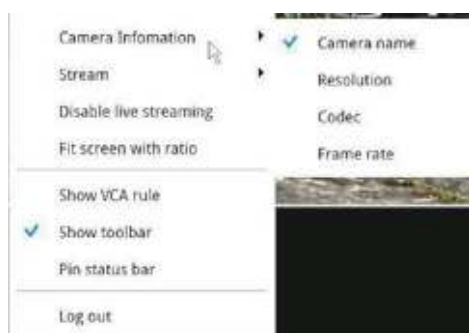 Camera Infomation
Stream
Disable live streaming
Fit screen with ratio
Show VCA rule
Show toolbar
Pin status bar
Log out
Camera name
Resolution
Codec
Frame rate